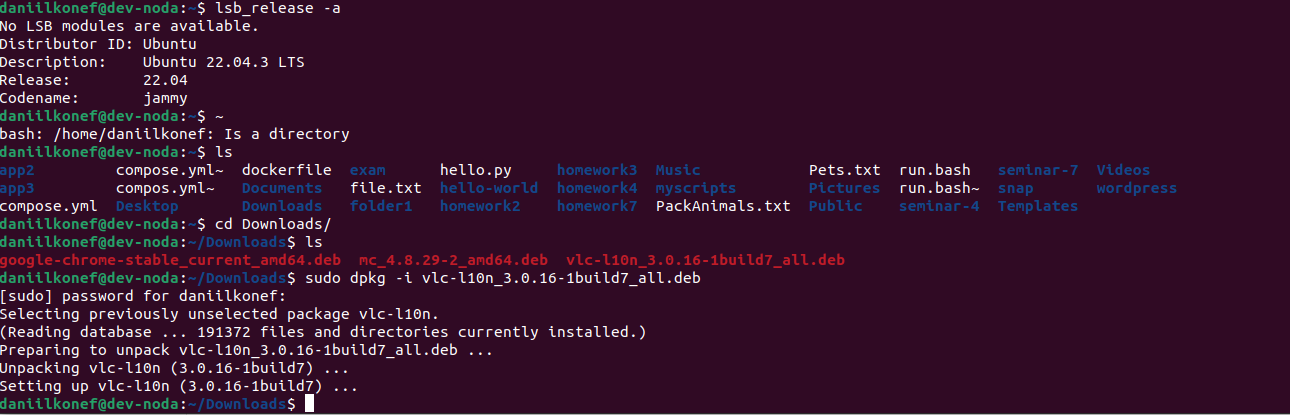 daniilkonef@dev-noda:~$ lsb_release -a
No LSB modules are available.
Distributor ID: Ubuntu
Description:    Ubuntu 22.04.3 LTS
Release:        22.04
Codename:       jammy
daniilkonef@dev-noda:~$ ~
bash: /home/daniilkonef: Is a directory
daniilkonef@dev-noda:~$ ls
app2         compose.yml~  dockerfile  exam         hello.py   homework3  Music           Pets.txt  run.bash   seminar-7  Videos
app3         compos.yml~   Documents   file.txt  hello-world  homework4  myscripts       Pictures  run.bash~  snap       wordpress
compose.yml  Desktop       Downloads   folder1   homework2    homework7  PackAnimals.txt  Public    seminar-4  Templates
daniilkonef@dev-noda:~$ cd Downloads/
daniilkonef@dev-noda:~/Downloads$ ls
google-chrome-stable_current_amd64.deb  mc_4.8.29-2_amd64.deb  vlc-l10n_3.0.16-1build7_all.deb
daniilkonef@dev-noda:~/Downloads$ sudo dpkg -i vlc-l10n_3.0.16-1build7_all.deb
[sudo] password for daniilkonef:
Selecting previously unselected package vlc-l10n.
(Reading database ... 191372 files and directories currently installed.)
Preparing to unpack vlc-l10n_3.0.16-1build7_all.deb ...
Unpacking vlc-l10n (3.0.16-1build7) ...
Setting up vlc-l10n (3.0.16-1build7) ...
daniilkonef@dev-noda:~/Downloads$